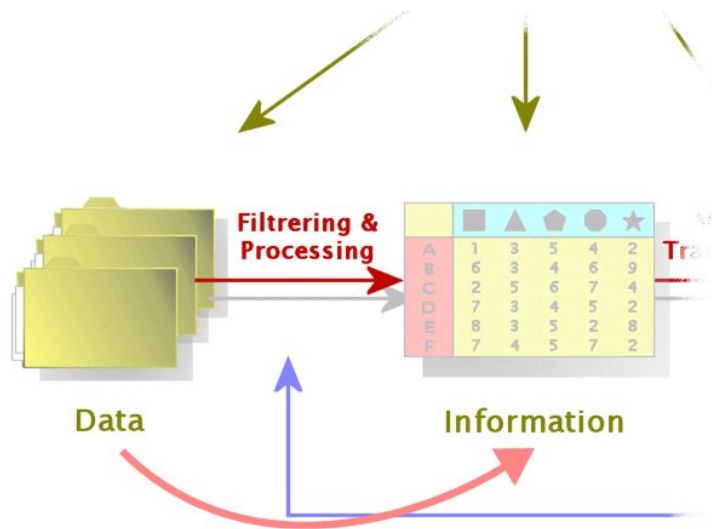 Filtrering &
Processing
A 1 3 5 4 2
B 6 3 4 6 9
C 2 5 6 7 4
D 7 3 4 5 2
E 8 3 5 2 8
F 7 4 5 7 2
Data
Information